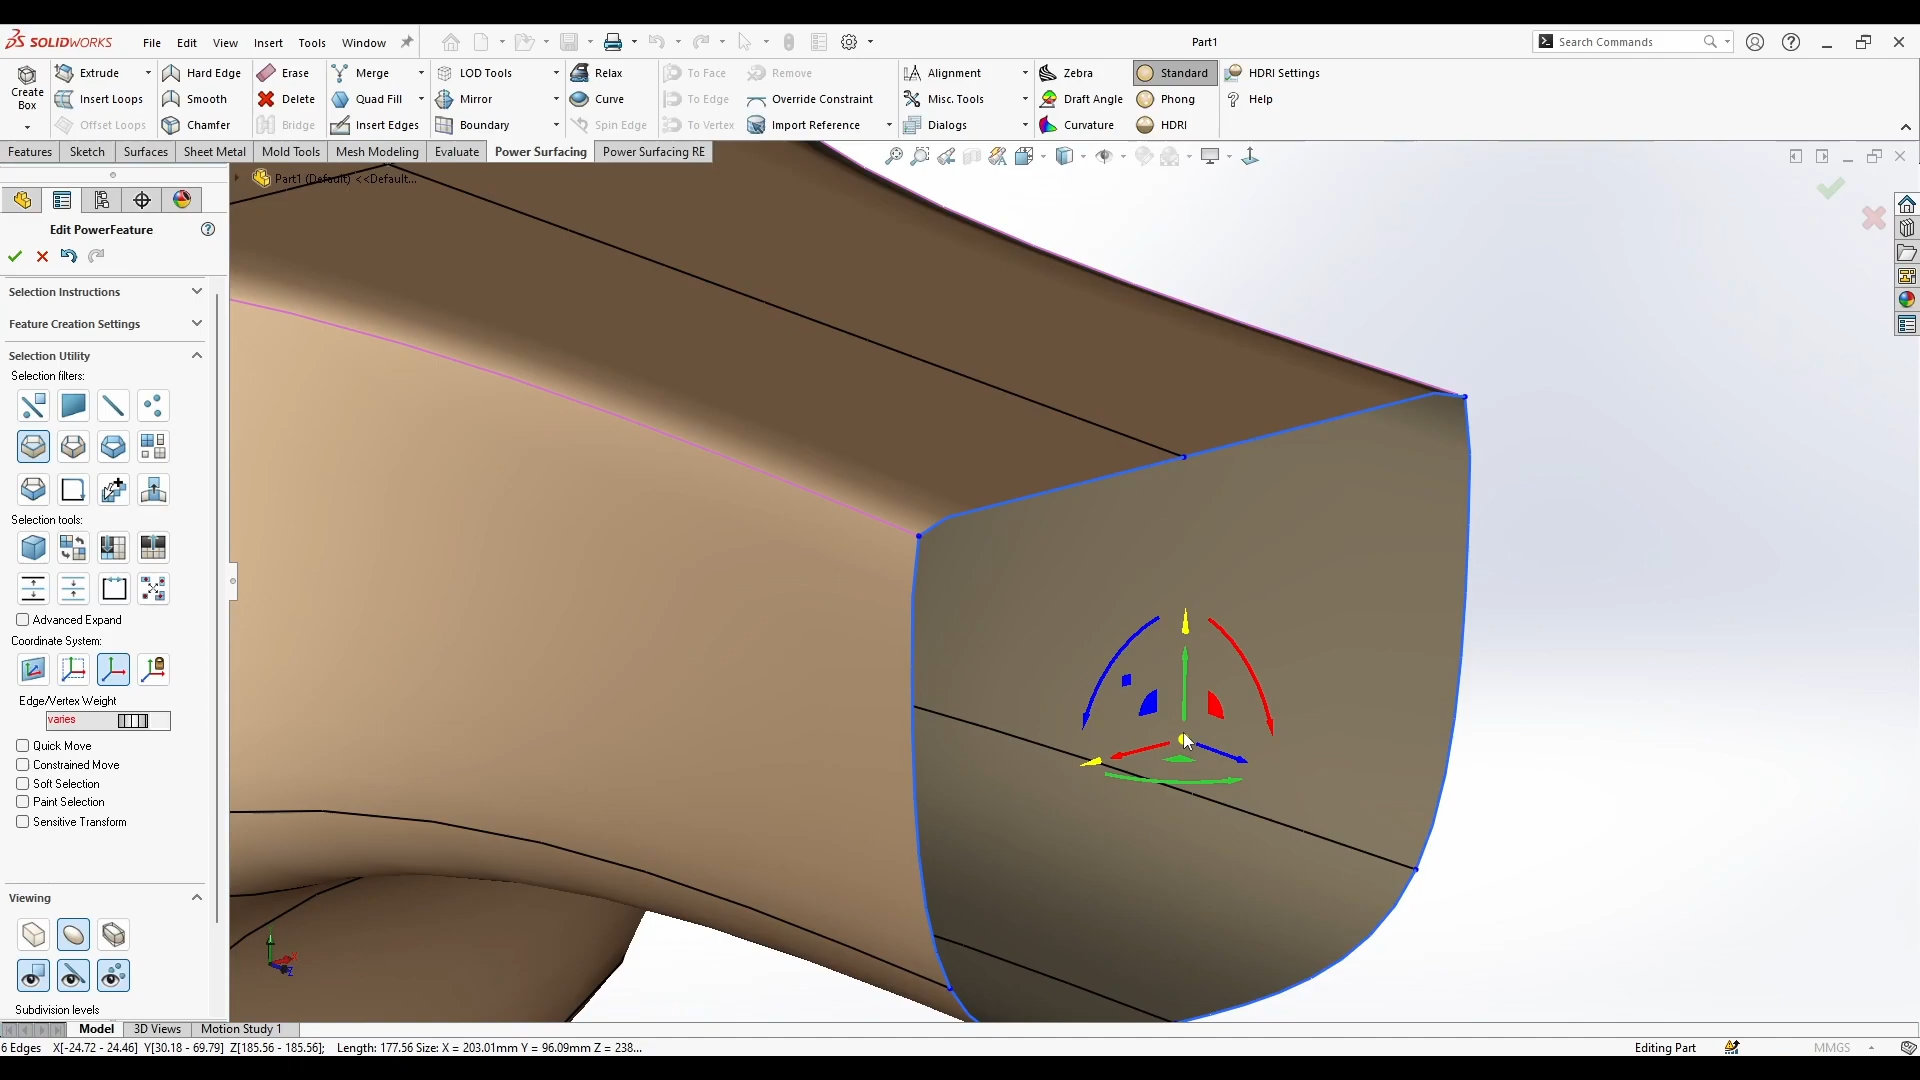 SOLIDWORKS File Edit View Insert Tools Window Part1 Search Commands
Create Box
Extrude Hard Edge Erase Merge LOD Tools Relax To Face Remove Alignment Zebra Standard HDRI Settings
Insert Loops Smooth Delete Quad Fill Mirror Curve To Edge Override Constraint Misc. Tools Draft Angle Phong Help
Offset Loops Chamfer Bridge Insert Edges Boundary Spin Edge To Vertex Import Reference Dialogs Curvature HDRI
Features Sketch Surfaces Sheet Metal Mold Tools Mesh Modeling Evaluate Power Surfacing Power Surfacing RE
Part1 (Default) <<Default...
Edit PowerFeature
Selection Instructions
Feature Creation Settings
Selection Utility
Selection filters:
Selection tools:
Advanced Expand
Coordinate System:
Edge/Vertex Weight
varies
Quick Move
Constrained Move
Soft Selection
Paint Selection
Sensitive Transform
Viewing
Subdivision levels
Model 3D Views Motion Study 1
6 Edges X[-24.72 - 24.46] Y[30.18 - 69.79] Z[185.56 - 185.56]; Length: 177.56 Size: X = 203.01mm Y = 96.09mm Z = 238... Editing Part MMGS